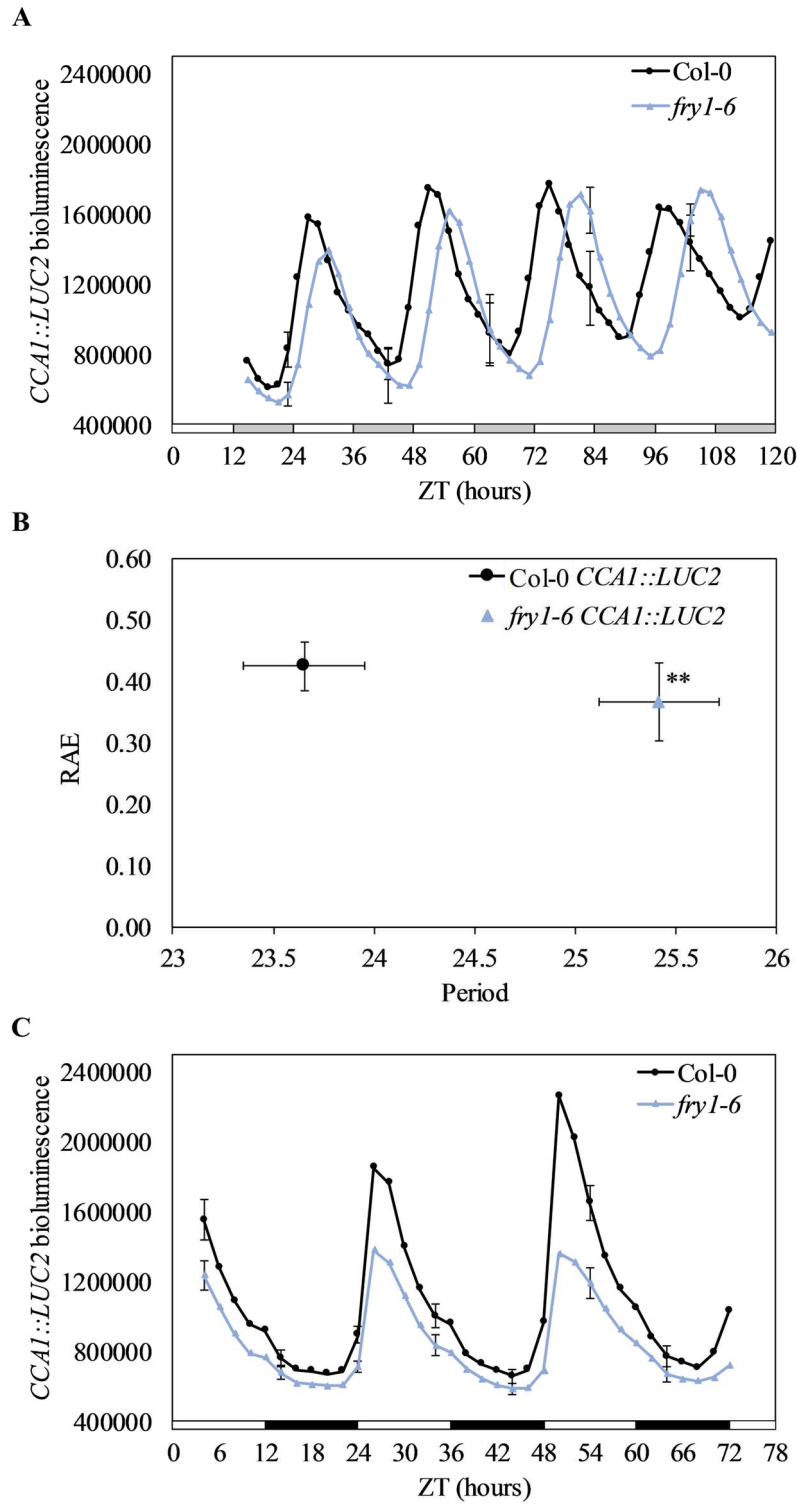 A
2400000
2000000
1600000
1200000
800000
400000
CCA1::LUC2 bioluminescence
Col-0
fry1-6
0 12 24 36 48 60 72 84 96 108 120
ZT (hours)
B
0.60
0.50
0.40
0.30
0.20
0.10
0.00
RAE
Col-0 CCA1::LUC2
fry1-6 CCA1::LUC2
**
23 23.5 24 24.5 25 25.5 26
Period
C
2400000
2000000
1600000
1200000
800000
400000
CCA1::LUC2 bioluminescence
Col-0
fry1-6
0 6 12 18 24 30 36 42 48 54 60 66 72 78
ZT (hours)